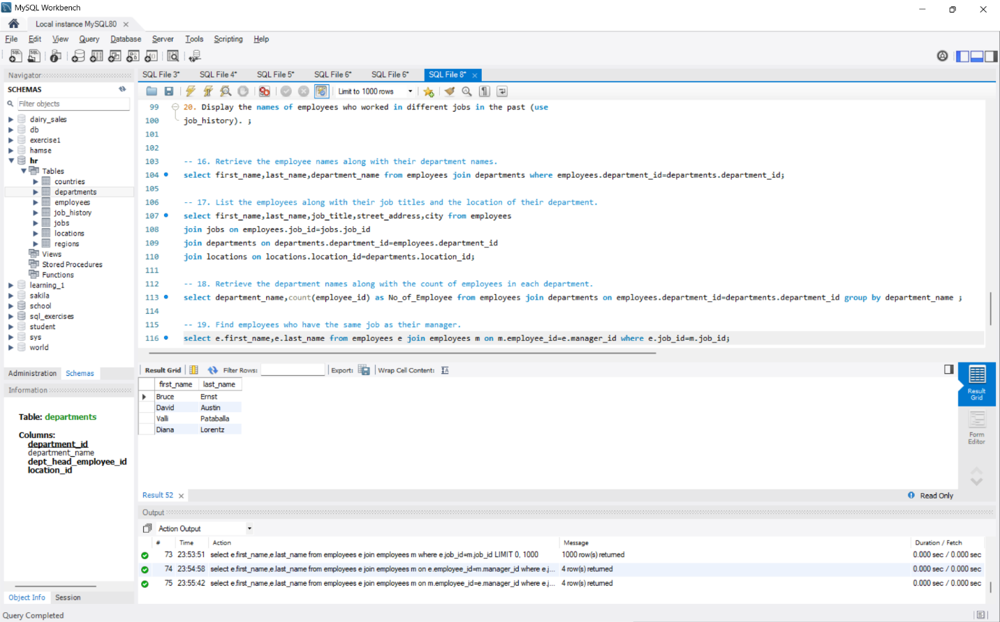 MySQL Workbench
Local instance MySQL80
File Edit View Query Database Server Tools Scripting Help
Navigator
SCHEMAS
Filter objects
dairy_sales
db
exercise1
hamse
hr
Tables
countries
departments
employees
job_history
jobs
locations
regions
Views
Stored Procedures
Functions
learning_1
sakila
school
sql_exercises
student
sys
world
Administration Schemas
Information
Table: departments
Columns:
department_id
department_name
dept_head_employee_id
location_id
Object Info Session
Query Completed
SQL File 3* SQL File 4* SQL File 5* SQL File 6* SQL File 6* SQL File 8*
Limit to 1000 rows
99 20. Display the names of employees who worked in different jobs in the past (use
100 job_history). ;
101
102
103 -- 16. Retrieve the employee names along with their department names.
104 select first_name,last_name,department_name from employees join departments where employees.department_id=departments.department_id;
105
106 -- 17. List the employees along with their job titles and the location of their department.
107 select first_name,last_name,job_title,street_address,city from employees
108 join jobs on employees.job_id=jobs.job_id
109 join departments on departments.department_id=employees.department_id
110 join locations on locations.location_id=departments.location_id;
111
112 -- 18. Retrieve the department names along with the count of employees in each department.
113 select department_name,count(employee_id) as No_of_Employee from employees join departments on employees.department_id=departments.department_id group by department_name ;
114
115 -- 19. Find employees who have the same job as their manager.
116 select e.first_name,e.last_name from employees e join employees m on m.employee_id=e.manager_id where e.job_id=m.job_id;
Result Grid Filter Rows: Export: Wrap Cell Content:
first_name last_name
Bruce Ernst
David Austin
Valli Pataballa
Diana Lorentz
Result Grid
Form Editor
Result 52 Read Only
Output
Action Output
# Time Action Message Duration / Fetch
73 23:53:51 select e.first_name,e.last_name from employees e join employees m where e.job_id=m.job_id LIMIT 0, 1000 1000 row(s) returned 0.000 sec / 0.000 sec
74 23:54:58 select e.first_name,e.last_name from employees e join employees m on e.employee_id=m.manager_id where e.j... 4 row(s) returned 0.000 sec / 0.000 sec
75 23:55:42 select e.first_name,e.last_name from employees e join employees m on m.employee_id=e.manager_id where e.j... 4 row(s) returned 0.000 sec / 0.000 sec